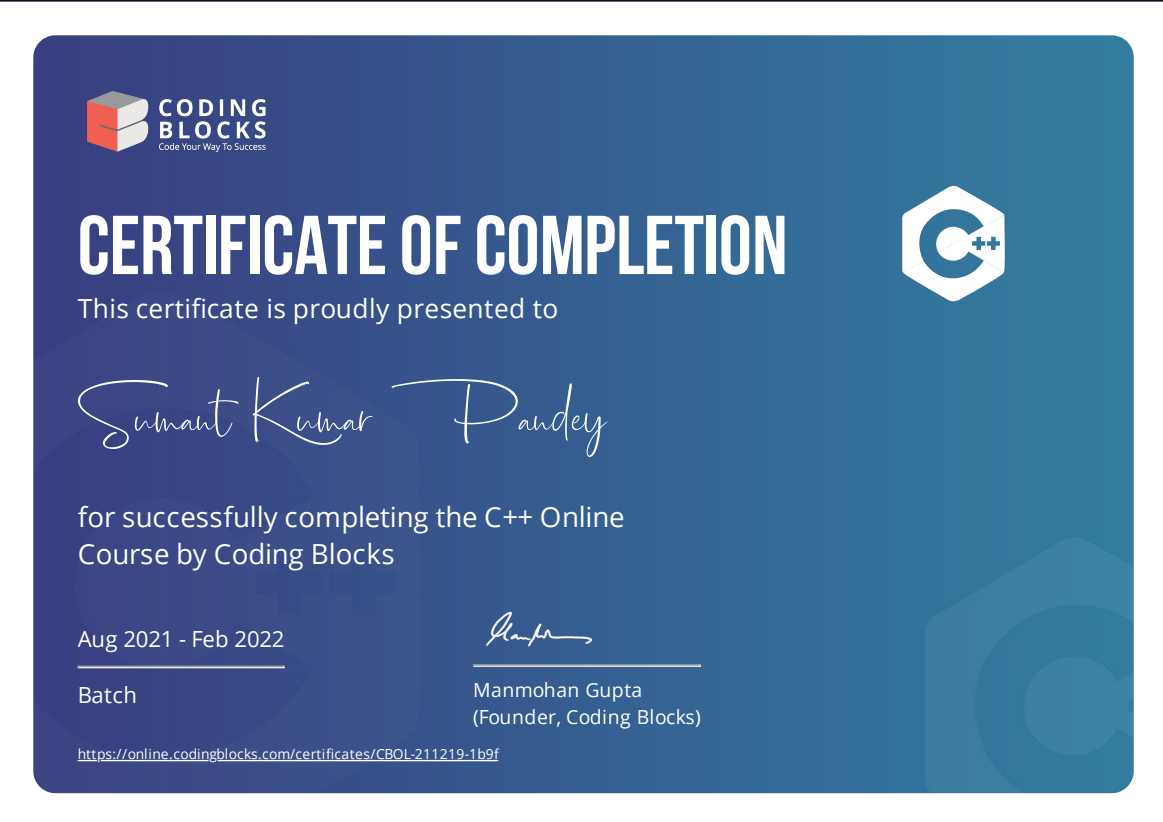 CODING
BLOCKS
Code Your Way To Success
CERTIFICATE OF COMPLETION
C++
This certificate is proudly presented to
Sumant Kumar Pandey
for successfully completing the C++ Online
Course by Coding Blocks
Aug 2021 - Feb 2022
Batch
Manmohan Gupta
(Founder, Coding Blocks)
https://online.codingblocks.com/certificates/CBOL-211219-1b9f